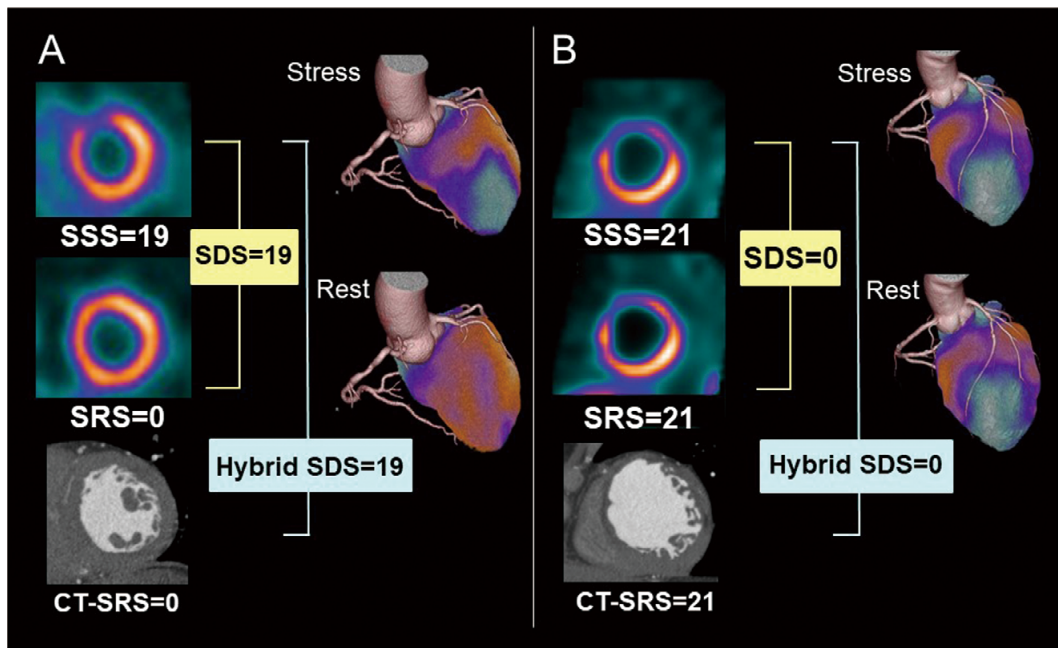 A
Stress
SSS=19
SDS=19
Rest
SRS=0
Hybrid SDS=19
CT-SRS=0
B
Stress
SSS=21
SDS=0
Rest
SRS=21
Hybrid SDS=0
CT-SRS=21